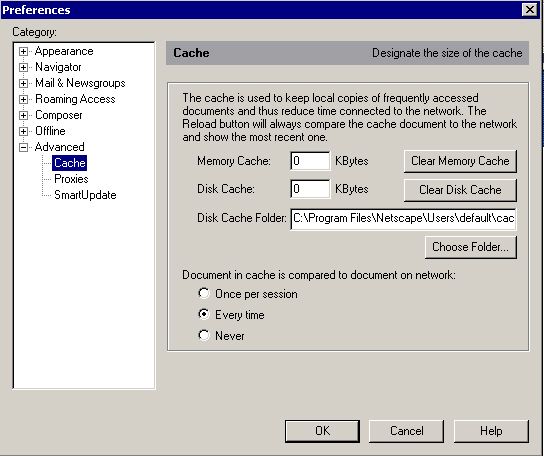 Preferences
Category:
Appearance
Navigator
Mail & Newsgroups
Roaming Access
Composer
Offline
Advanced
Cache
Proxies
SmartUpdate
Cache
Designate the size of the cache
The cache is used to keep local copies of frequently accessed
documents and thus reduce time connected to the network. The
Reload button will always compare the cache document to the network
and show the most recent one.
Memory Cache: 0 KBytes Clear Memory Cache
Disk Cache: 0 KBytes Clear Disk Cache
Disk Cache Folder: C:\Program Files\Netscape\Users\default\cac
Choose Folder...
Document in cache is compared to document on network:
Once per session
Every time
Never
OK Cancel Help